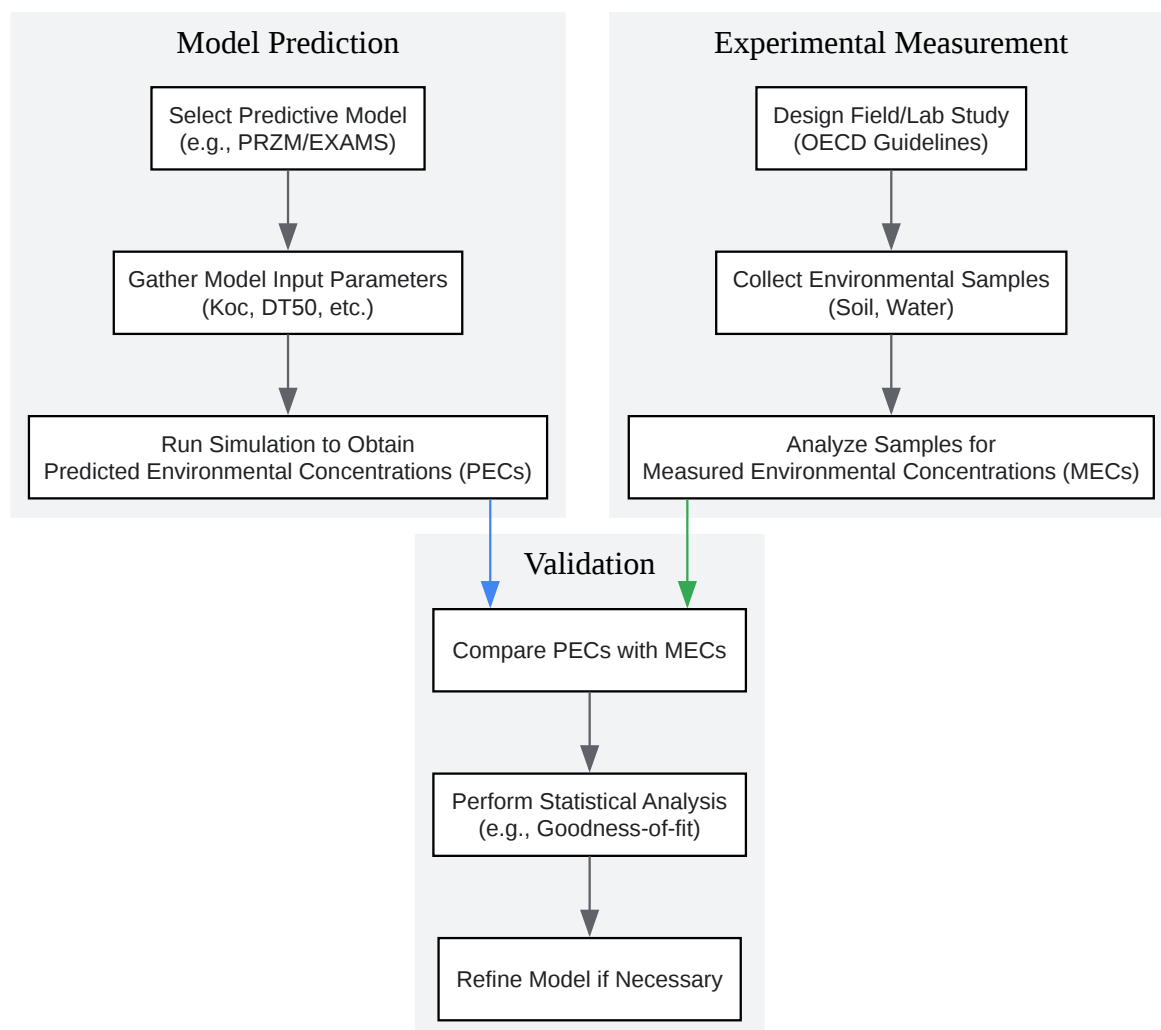 Model Prediction
Select Predictive Model
(e.g., PRZM/EXAMS)
Gather Model Input Parameters
(Koc, DT50, etc.)
Run Simulation to Obtain
Predicted Environmental Concentrations (PECs)
Experimental Measurement
Design Field/Lab Study
(OECD Guidelines)
Collect Environmental Samples
(Soil, Water)
Analyze Samples for
Measured Environmental Concentrations (MECs)
Validation
Compare PECs with MECs
Perform Statistical Analysis
(e.g., Goodness-of-fit)
Refine Model if Necessary